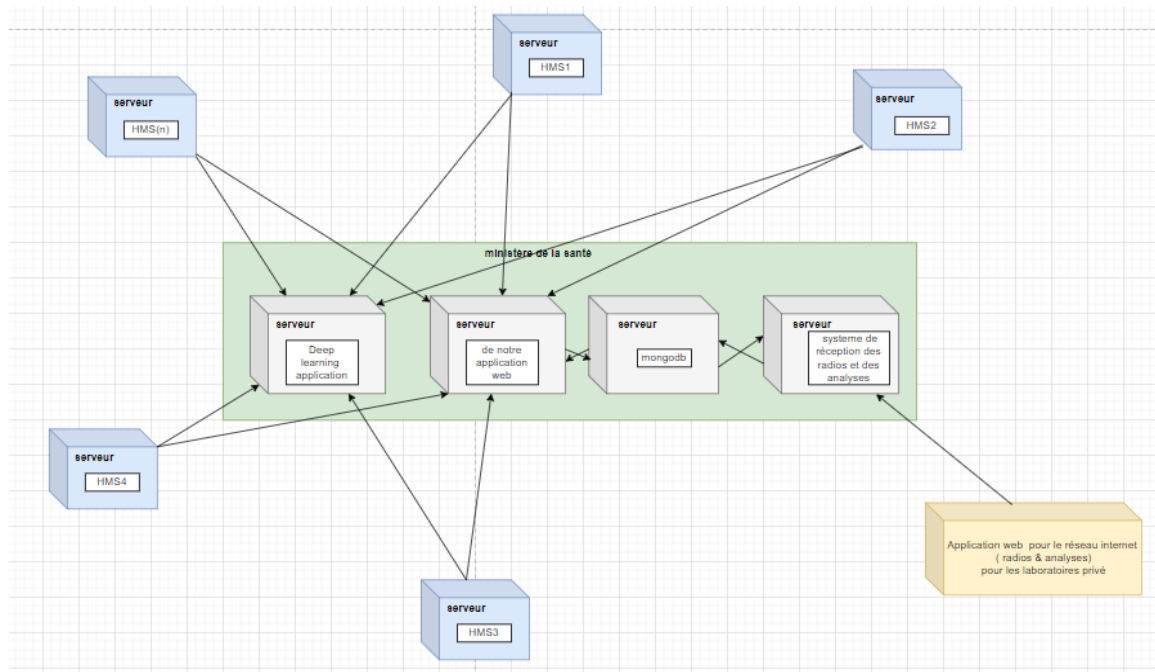 serveur
HMS1
serveur
HMS(n)
serveur
HMS2
ministère de la santé
serveur
Deep
learning
application
serveur
de notre
application
web
serveur
mongodb
serveur
systeme de
réception des
radios et des
analyses
serveur
HMS4
serveur
HMS3
Application web pour le réseau internet
( radios & analyses)
pour les laboratoires privé